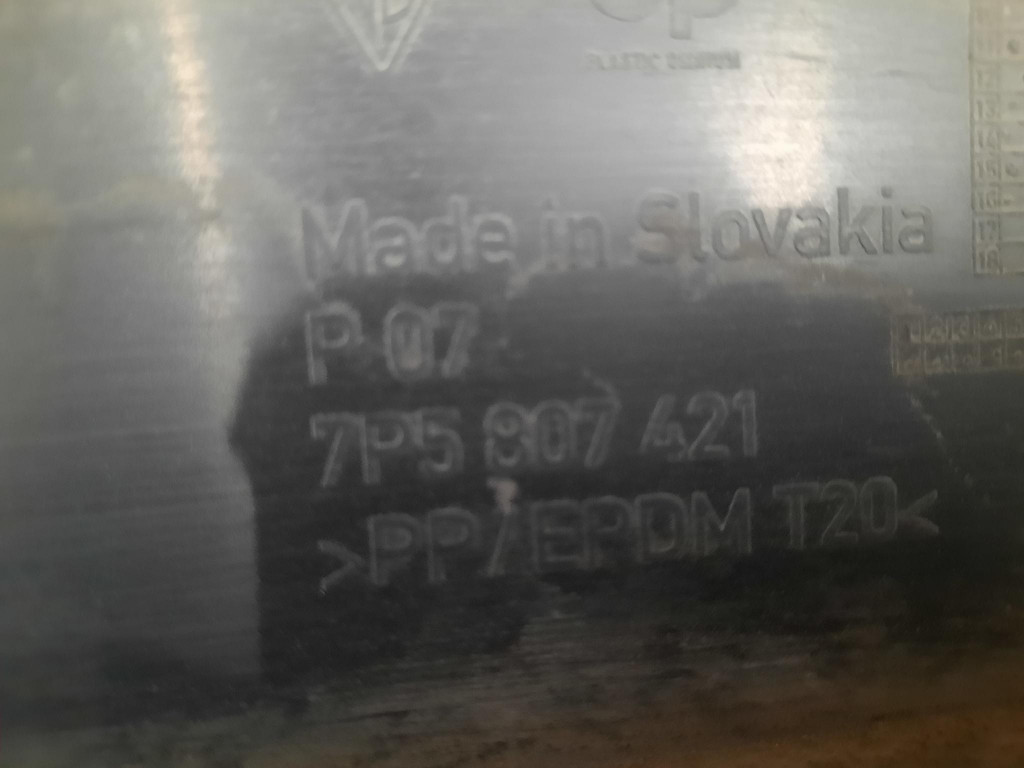 PLASTIC OMNIUM
Made in Slovakia
P 07
7P5 807 421
>PP/EPDM T20<